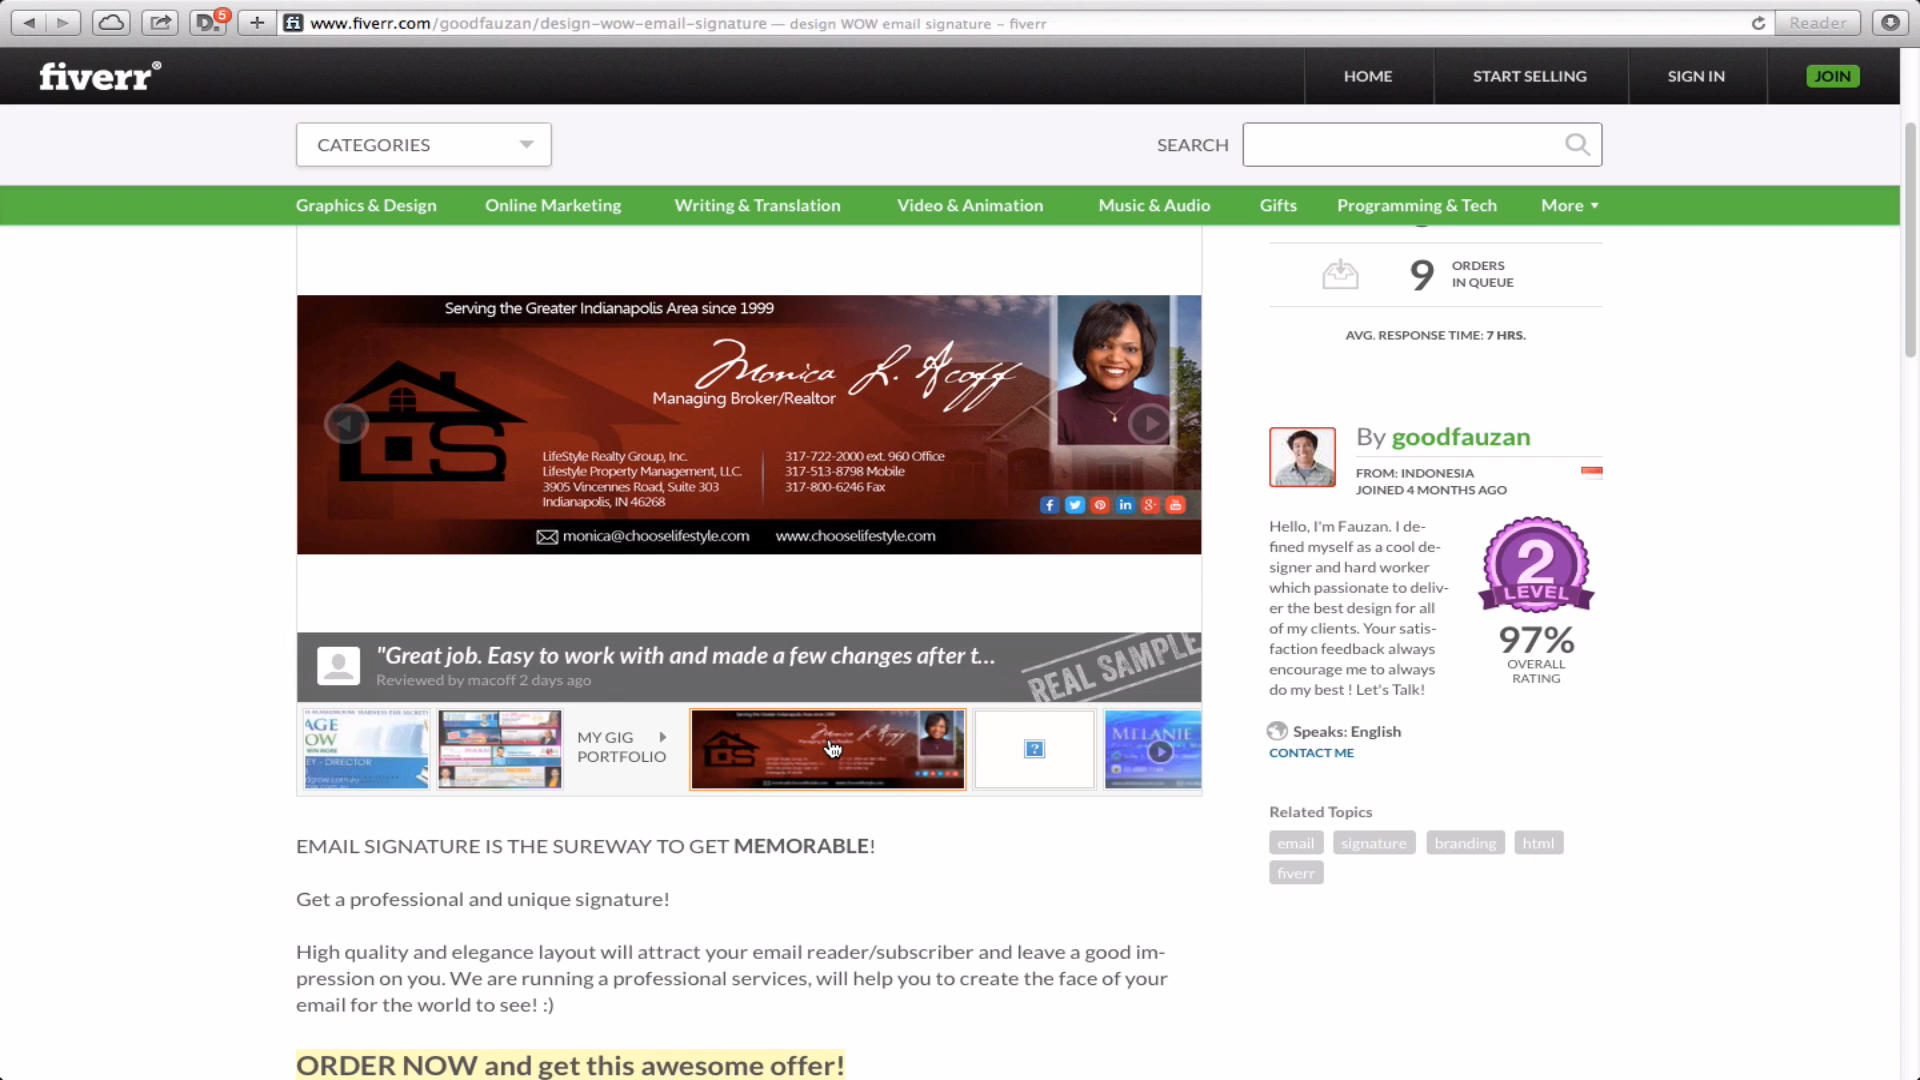 www.fiverr.com/goodfauzan/design-wow-email-signature — design WOW email signature – fiverr
Reader
5
fiverr®
HOME
START SELLING
SIGN IN
JOIN
CATEGORIES
SEARCH
Graphics & Design
Online Marketing
Writing & Translation
Video & Animation
Music & Audio
Gifts
Programming & Tech
More
Serving the Greater Indianapolis Area since 1999
Monica L. Acoff
Managing Broker/Realtor
LifeStyle Realty Group, Inc.
Lifestyle Property Management, LLC.
3905 Vincennes Road, Suite 303
Indianapolis, IN 46268
317-722-2000 ext. 960 Office
317-513-8798 Mobile
317-800-6246 Fax
monica@chooselifestyle.com
www.chooselifestyle.com
"Great job. Easy to work with and made a few changes after t...
Reviewed by macoff 2 days ago
REAL SAMPLE
MY GIG
PORTFOLIO
MELANIE
EMAIL SIGNATURE IS THE SUREWAY TO GET MEMORABLE!
Get a professional and unique signature!
High quality and elegance layout will attract your email reader/subscriber and leave a good im-
pression on you. We are running a professional services, will help you to create the face of your
email for the world to see! :)
ORDER NOW and get this awesome offer!
9
ORDERS
IN QUEUE
AVG. RESPONSE TIME: 7 HRS.
By goodfauzan
FROM: INDONESIA
JOINED 4 MONTHS AGO
Hello, I'm Fauzan. I de-
fined myself as a cool de-
signer and hard worker
which passionate to deliv-
er the best design for all
of my clients. Your satis-
faction feedback always
encourage me to always
do my best ! Let's Talk!
2
LEVEL
97%
OVERALL
RATING
Speaks: English
CONTACT ME
Related Topics
email
signature
branding
html
fiverr